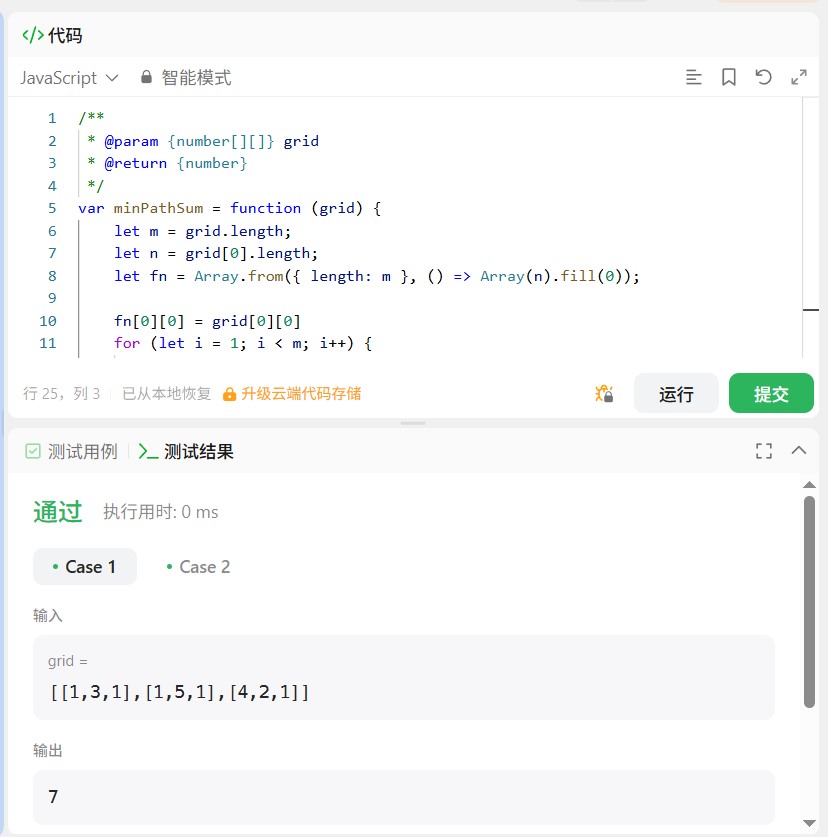 </> 代码
JavaScript 智能模式
1 /**
2 * @param {number[][]} grid
3 * @return {number}
4 */
5 var minPathSum = function (grid) {
6 let m = grid.length;
7 let n = grid[0].length;
8 let fn = Array.from({ length: m }, () => Array(n).fill(0));
9
10 fn[0][0] = grid[0][0]
11 for (let i = 1; i < m; i++) {
行 25，列 3 已从本地恢复 升级云端代码存储 运行 提交
测试用例 测试结果
通过 执行用时: 0 ms
• Case 1 • Case 2
输入
grid =
[[1,3,1],[1,5,1],[4,2,1]]
输出
7